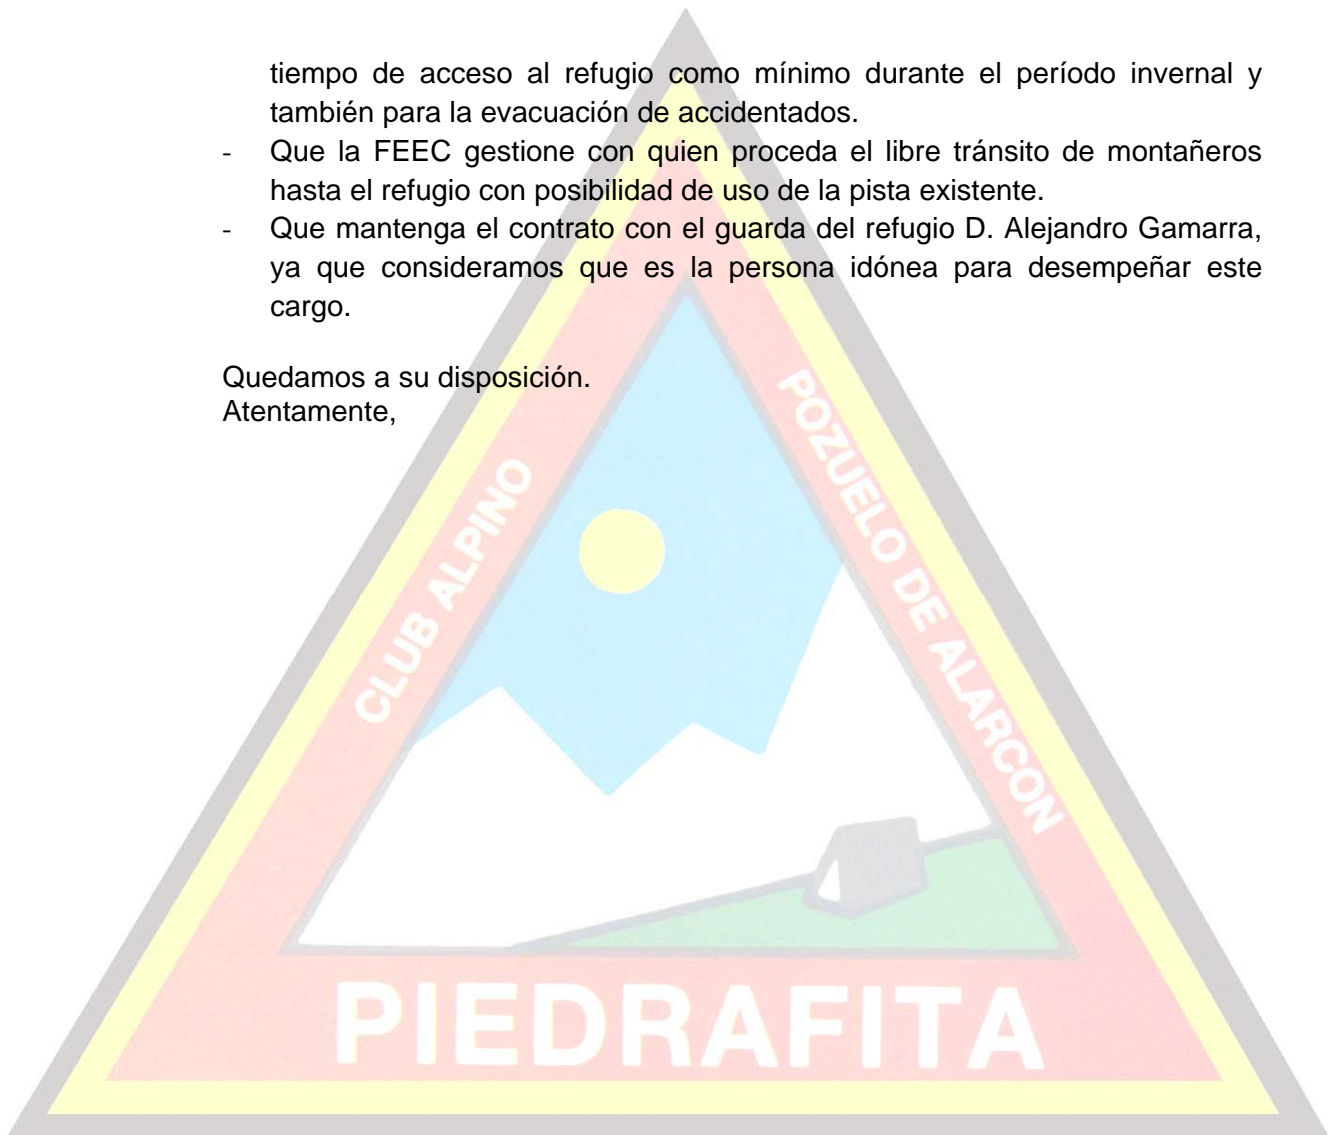 tiempo de acceso al refugio como mínimo durante el período invernal y
también para la evacuación de accidentados.
- Que la FEEC gestione con quien proceda el libre tránsito de montañeros
hasta el refugio con posibilidad de uso de la pista existente.
- Que mantenga el contrato con el guarda del refugio D. Alejandro Gamarra,
ya que consideramos que es la persona idónea para desempeñar este
cargo.
Quedamos a su disposición.
Atentamente,
CLUB ALPINO
POZUELO DE ALARCON
PIEDRAFITA